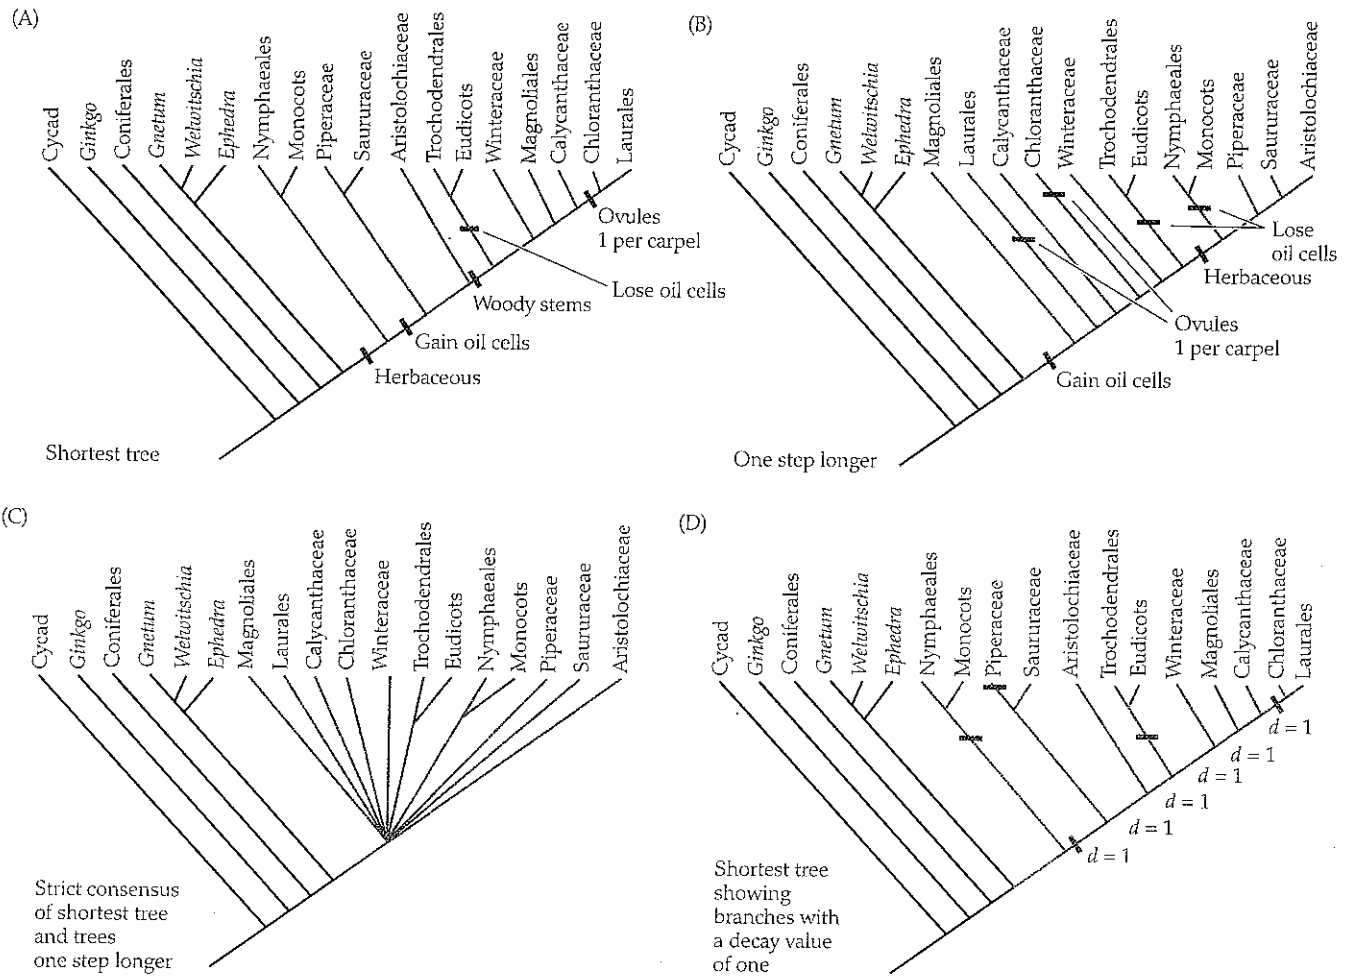 (A)
Cycad
Ginkgo
Coniferales
Gnetum
Welwitschia
Ephedra
Nymphaeales
Monocots
Piperaceae
Saururaceae
Aristolochiaceae
Trochodendrales
Eudicots
Winteraceae
Magnoliales
Calycanthaceae
Chloranthaceae
Laurales
Ovules
1 per carpel
Lose oil cells
Woody stems
Gain oil cells
Herbaceous
Shortest tree
(B)
Cycad
Ginkgo
Coniferales
Gnetum
Welwitschia
Ephedra
Magnoliales
Laurales
Calycanthaceae
Chloranthaceae
Winteraceae
Trochodendrales
Eudicots
Nymphaeales
Monocots
Piperaceae
Saururaceae
Aristolochiaceae
Lose
oil cells
Herbaceous
Ovules
1 per carpel
Gain oil cells
One step longer
(C)
Cycad
Ginkgo
Coniferales
Gnetum
Welwitschia
Ephedra
Magnoliales
Laurales
Calycanthaceae
Chloranthaceae
Winteraceae
Trochodendrales
Eudicots
Nymphaeales
Monocots
Piperaceae
Saururaceae
Aristolochiaceae
Strict consensus
of shortest tree
and trees
one step longer
(D)
Cycad
Ginkgo
Coniferales
Gnetum
Welwitschia
Ephedra
Nymphaeales
Monocots
Piperaceae
Saururaceae
Aristolochiaceae
Trochodendrales
Eudicots
Winteraceae
Magnoliales
Calycanthaceae
Chloranthaceae
Laurales
d = 1
d = 1
d = 1
d = 1
d = 1
d = 1
Shortest tree
showing
branches with
a decay value
of one